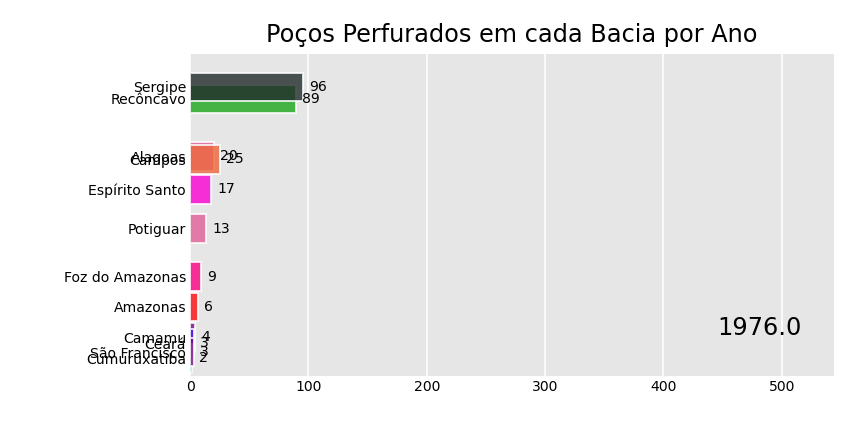 Poços Perfurados em cada Bacia por Ano
Sergipe 96
Recôncavo 89
Alagoas 20
Campos 25
Espírito Santo 17
Potiguar 13
Foz do Amazonas 9
Amazonas 6
1976.0
Camamu 4
Ceará 3
São Francisco 3
Cumuruxatiba 2
0 100 200 300 400 500